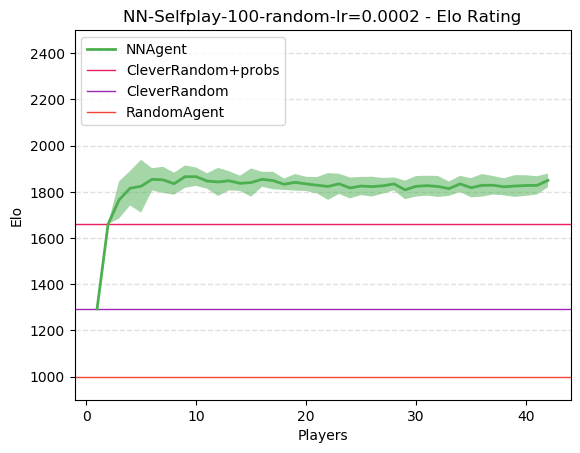 NN-Selfplay-100-random-lr=0.0002 - Elo Rating
NNAgent
CleverRandom+probs
CleverRandom
RandomAgent
Elo
2400
2200
2000
1800
1600
1400
1200
1000
0 10 20 30 40
Players